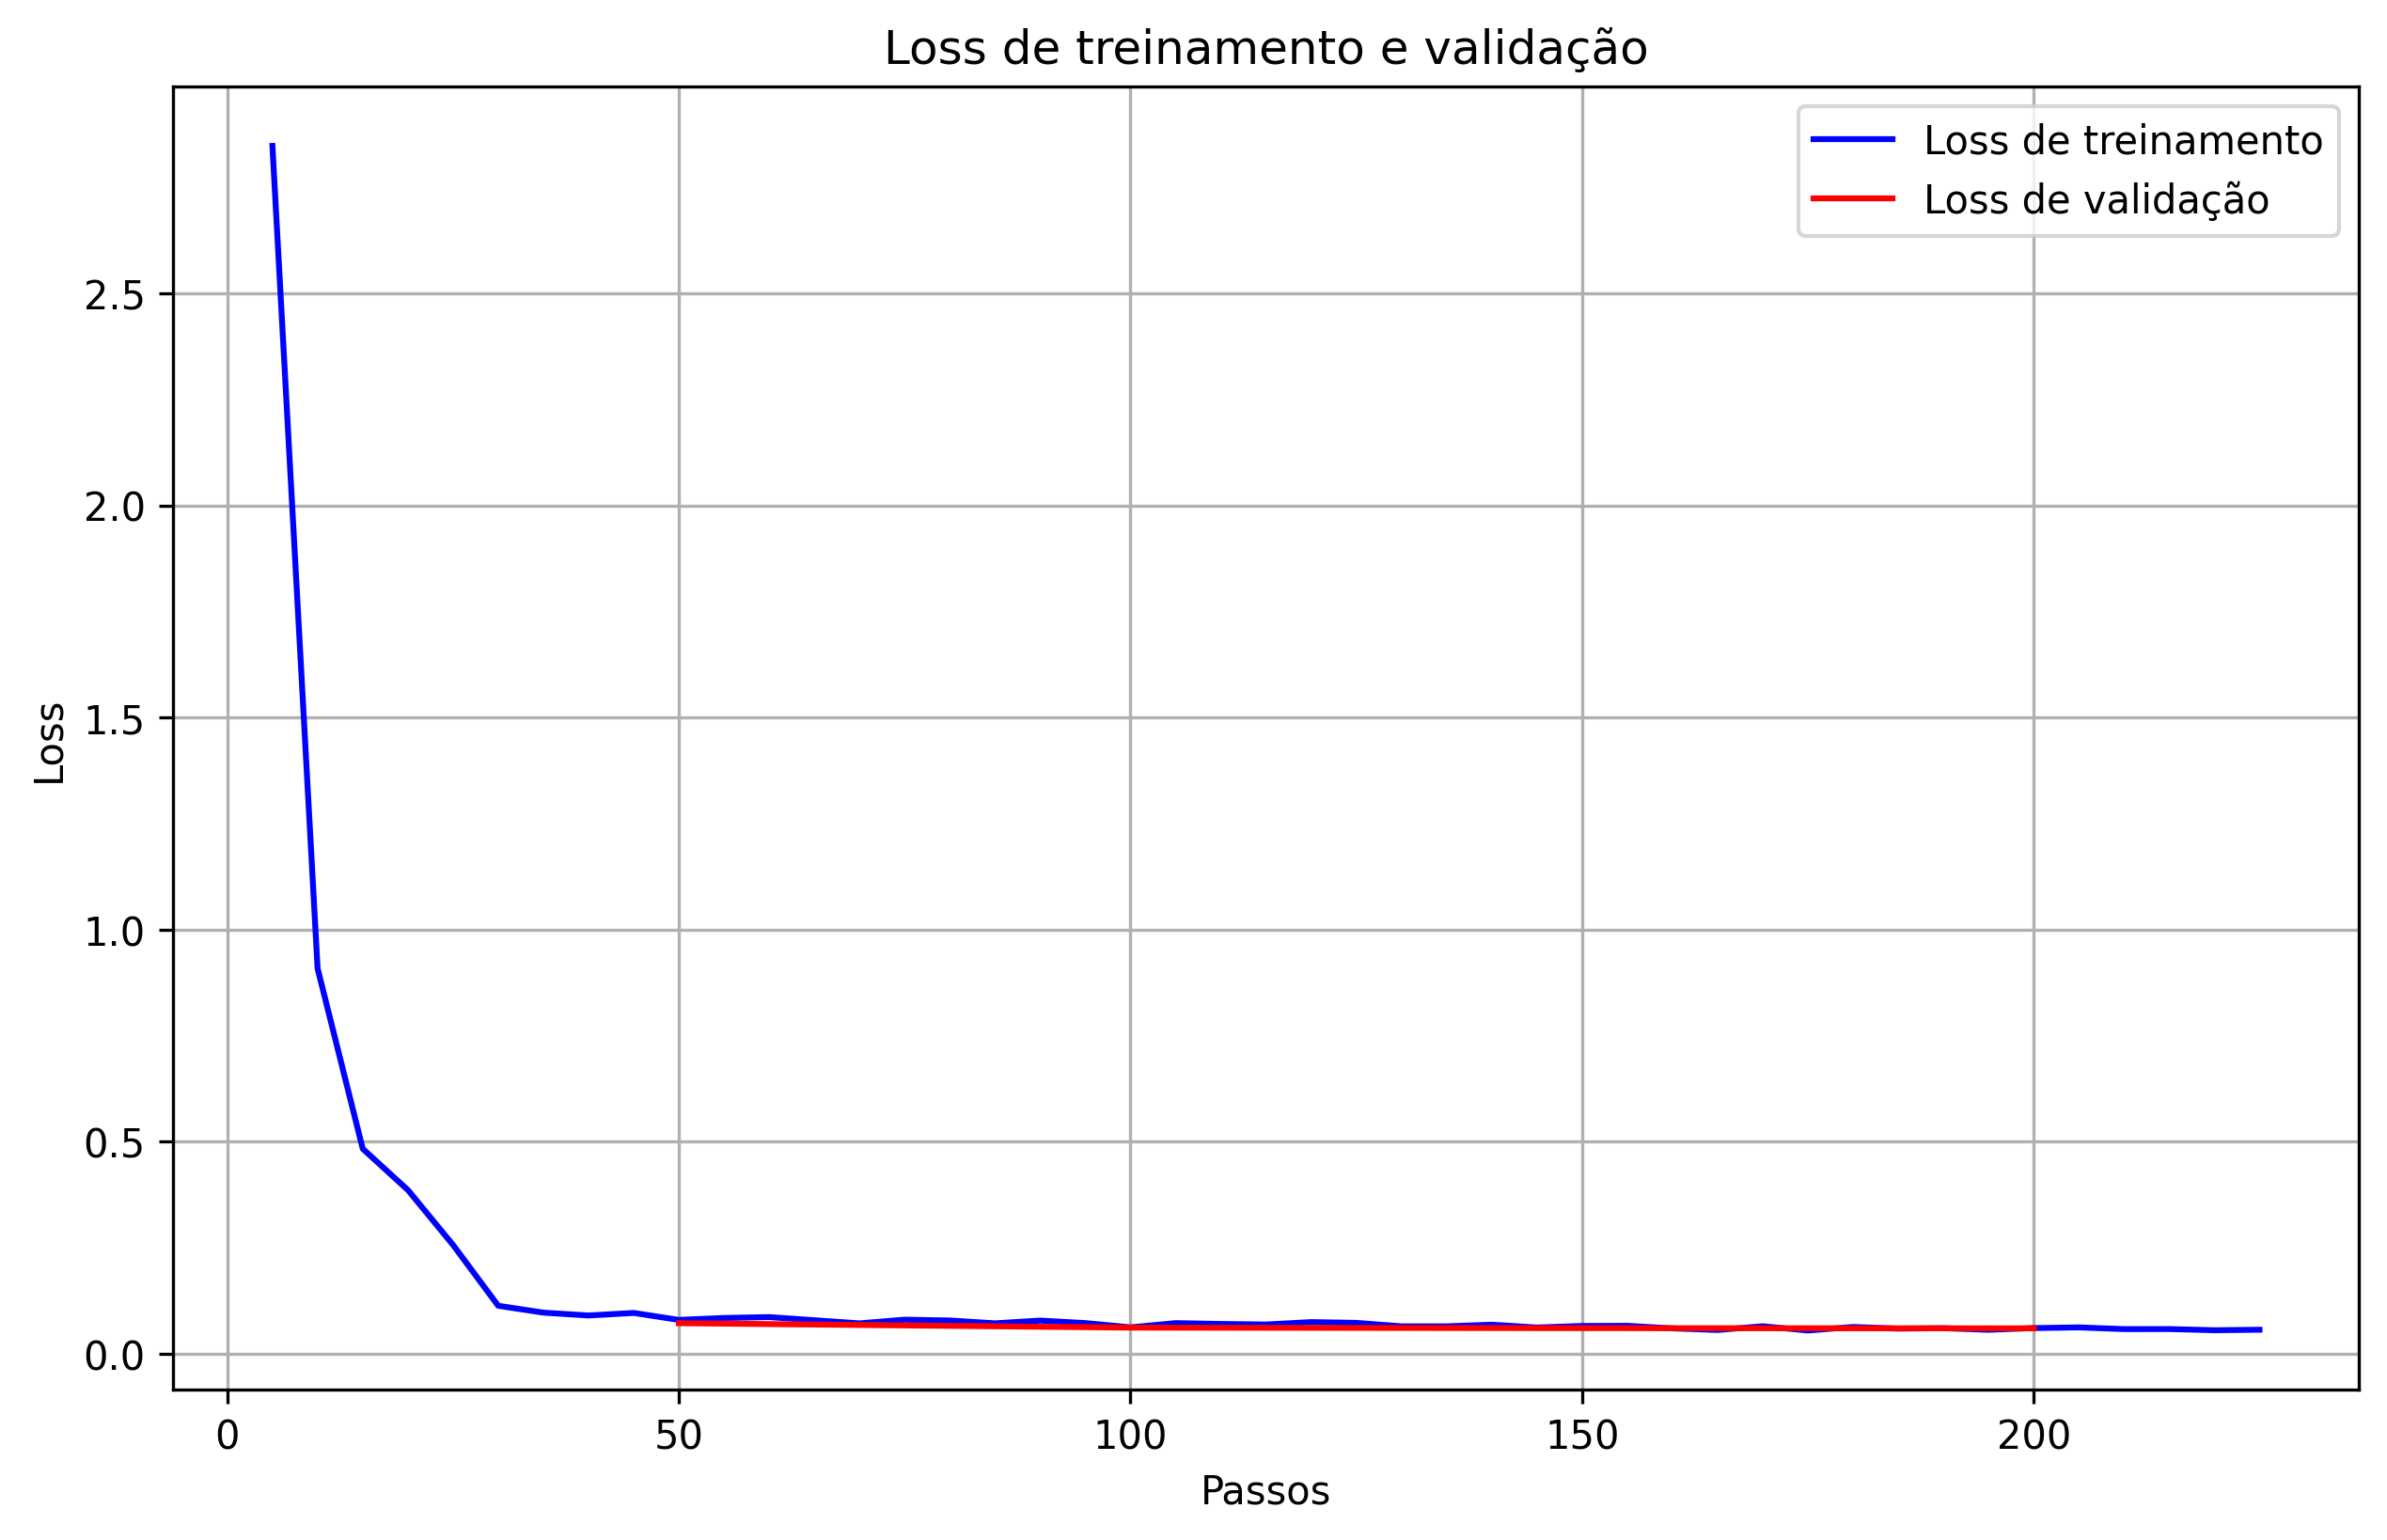 Loss de treinamento e validação
Loss de treinamento
Loss de validação
2.5
2.0
1.5
1.0
0.5
0.0
Loss
0 50 100 150 200
Passos